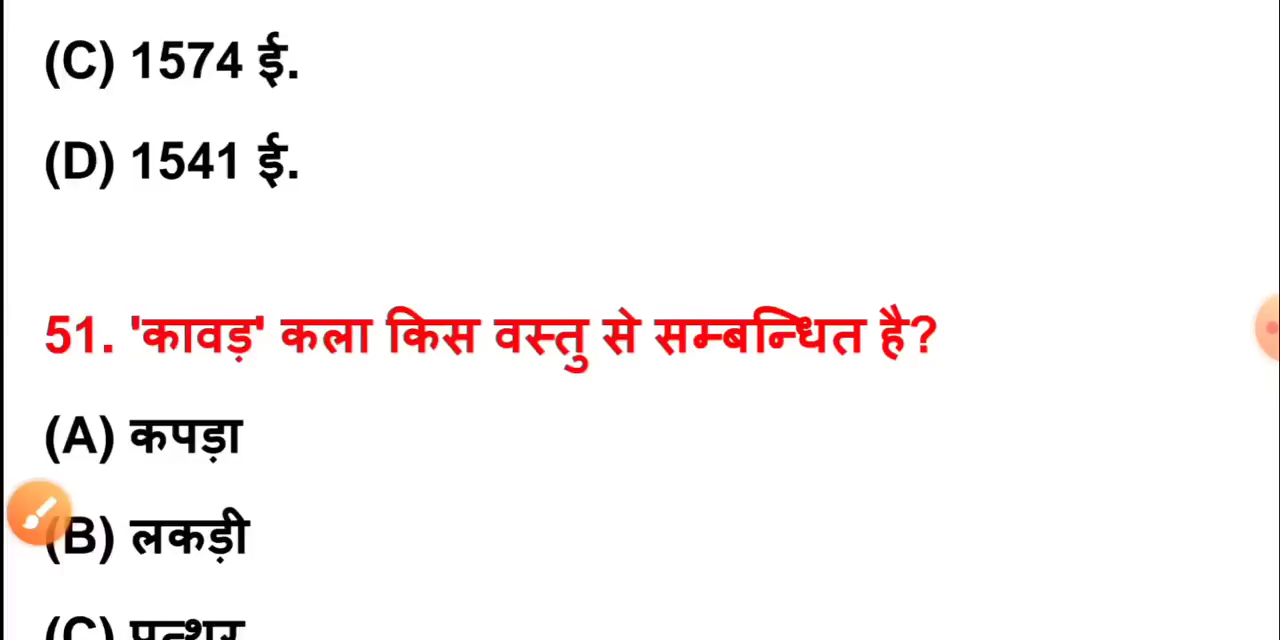 (C) 1574 ई.
(D) 1541 ई.
51. 'कावड़' कला किस वस्तु से सम्बन्धित है?
(A) कपड़ा
(B) लकड़ी
(C) पत्थर